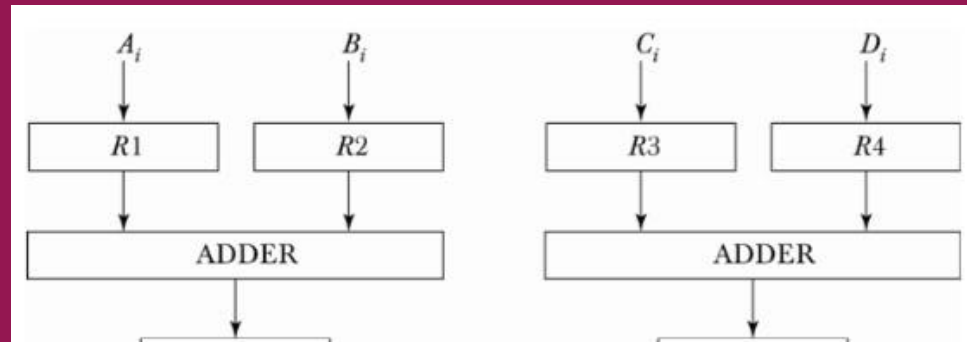 A_i B_i C_i D_i
R1 R2 R3 R4
ADDER ADDER